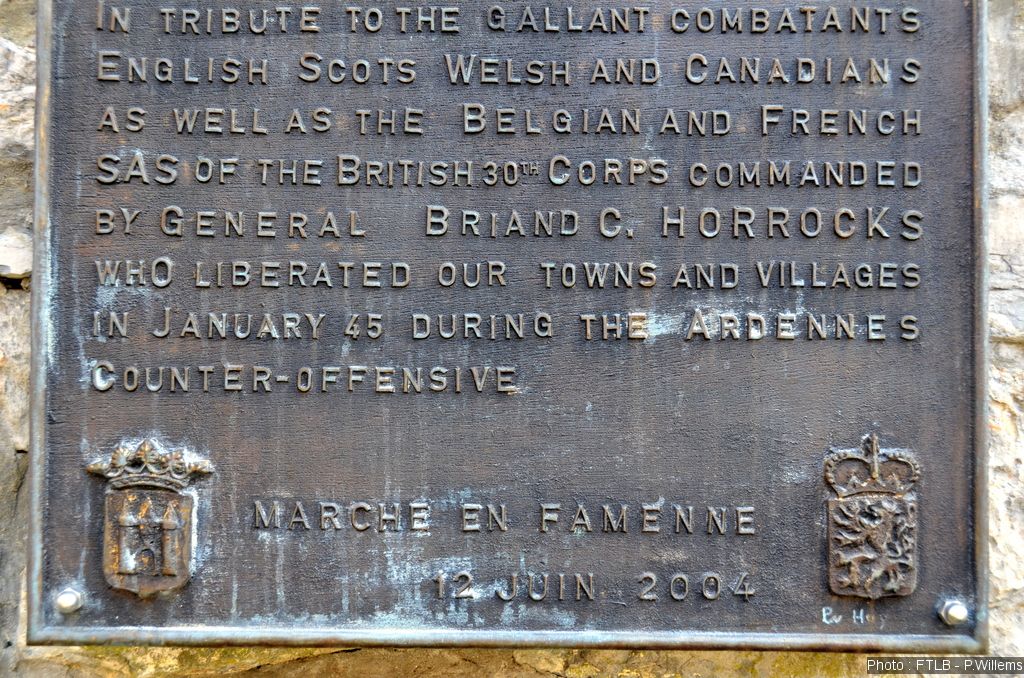 IN TRIBUTE TO THE GALLANT COMBATANTS
ENGLISH SCOTS WELSH AND CANADIANS
AS WELL AS THE BELGIAN AND FRENCH
SAS OF THE BRITISH 30TH CORPS COMMANDED
BY GENERAL BRIAND C. HORROCKS
WHO LIBERATED OUR TOWNS AND VILLAGES
IN JANUARY 45 DURING THE ARDENNES
COUNTER-OFFENSIVE
MARCHE EN FAMENNE
12 JUIN 2004
Photo : FTLB - P.Willems